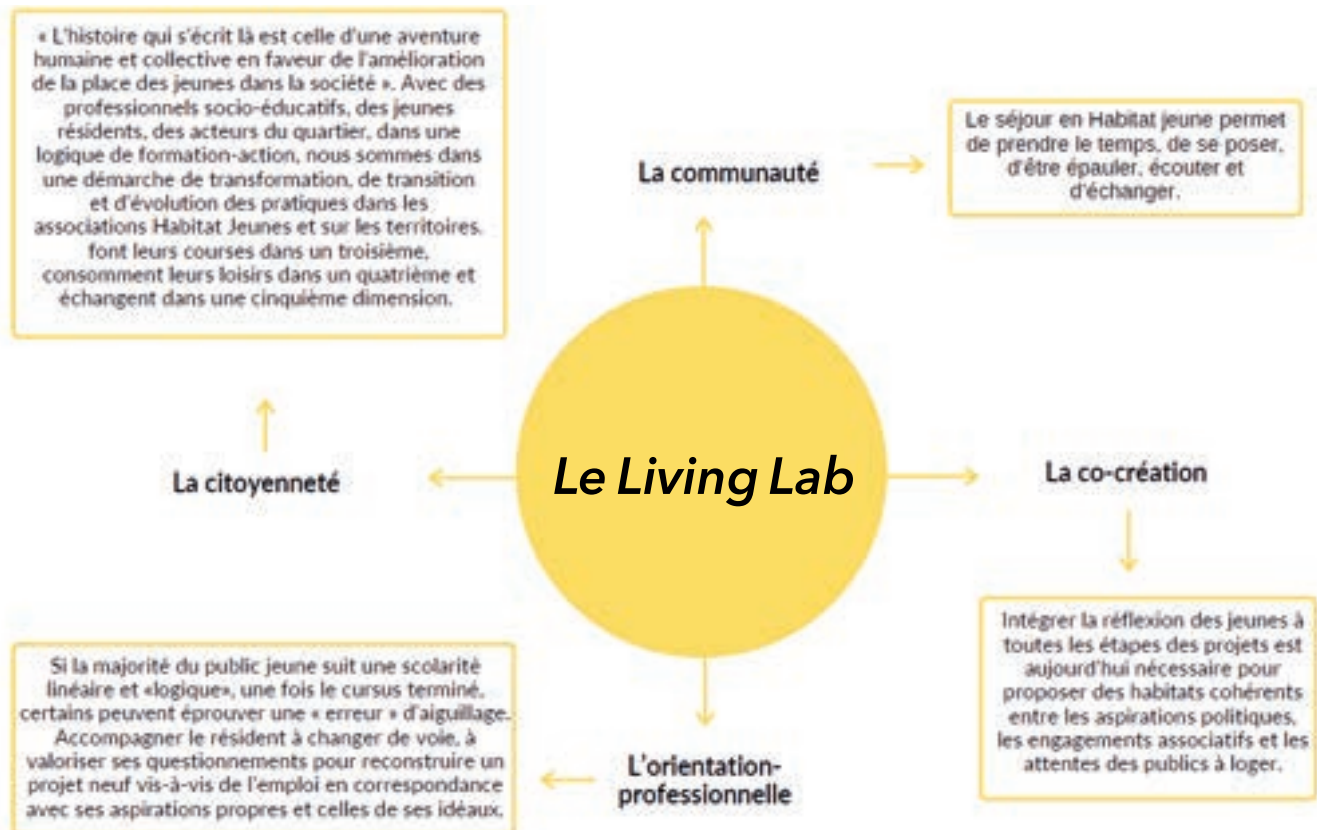 « L'histoire qui s'écrit là est celle d'une aventure
humaine et collective en faveur de l'amélioration
de la place des jeunes dans la société ». Avec des
professionnels socio-éducatifs, des jeunes
résidents, des acteurs du quartier, dans une
logique de formation-action, nous sommes dans
une démarche de transformation, de transition
et d'évolution des pratiques dans les
associations Habitat Jeunes et sur les territoires.
font leurs courses dans un troisième,
consomment leurs loisirs dans un quatrième et
échangent dans une cinquième dimension.
La communauté
Le séjour en Habitat jeune permet
de prendre le temps, de se poser,
d'être épauler, écouter et
d'échanger.
La citoyenneté
Le Living Lab
La co-création
Intégrer la réflexion des jeunes à
toutes les étapes des projets est
aujourd'hui nécessaire pour
proposer des habitats cohérents
entre les aspirations politiques,
les engagements associatifs et les
attentes des publics à loger.
Si la majorité du public jeune suit une scolarité
linéaire et «logique», une fois le cursus terminé,
certains peuvent éprouver une « erreur » d'aiguillage.
Accompagner le résident à changer de voie, à
valoriser ses questionnements pour reconstruire un
projet neuf vis-à-vis de l'emploi en correspondance
avec ses aspirations propres et celles de ses idéaux.
L'orientation-
professionnelle